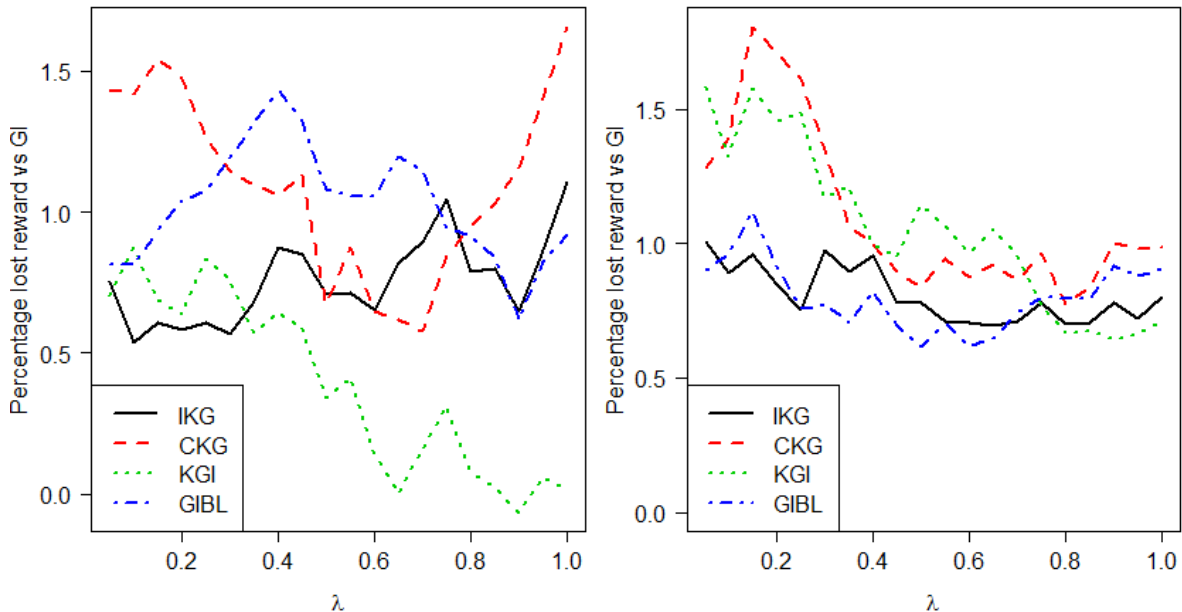 Percentage lost reward vs GI
1.5
1.0
0.5
0.0
IKG
CKG
KGI
GIBL
0.2 0.4 0.6 0.8 1.0
λ
Percentage lost reward vs GI
1.5
1.0
0.5
0.0
IKG
CKG
KGI
GIBL
0.2 0.4 0.6 0.8 1.0
λ